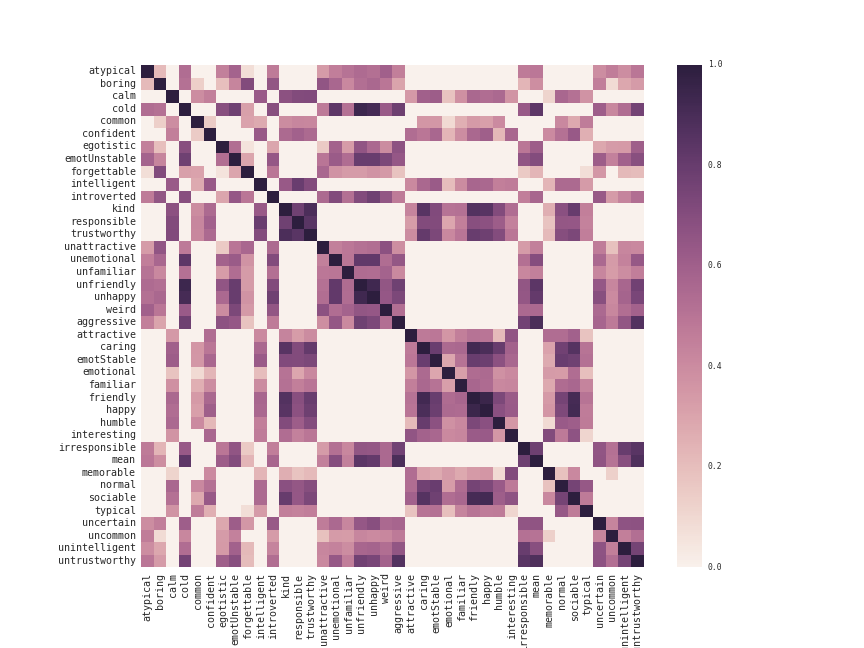 atypical
boring
calm
cold
common
confident
egotistic
emotUnstable
forgettable
intelligent
introverted
kind
responsible
trustworthy
unattractive
unemotional
unfamiliar
unfriendly
unhappy
weird
aggressive
attractive
caring
emotStable
emotional
familiar
friendly
happy
humble
interesting
irresponsible
mean
memorable
normal
sociable
typical
uncertain
uncommon
unintelligent
untrustworthy
1.0
0.8
0.6
0.4
0.2
0.0
atypical
boring
calm
cold
common
confident
egotistic
emotUnstable
forgettable
intelligent
introverted
kind
responsible
trustworthy
unattractive
unemotional
unfamiliar
unfriendly
unhappy
weird
aggressive
attractive
caring
emotStable
emotional
familiar
friendly
happy
humble
interesting
irresponsible
mean
memorable
normal
sociable
typical
uncertain
uncommon
unintelligent
untrustworthy